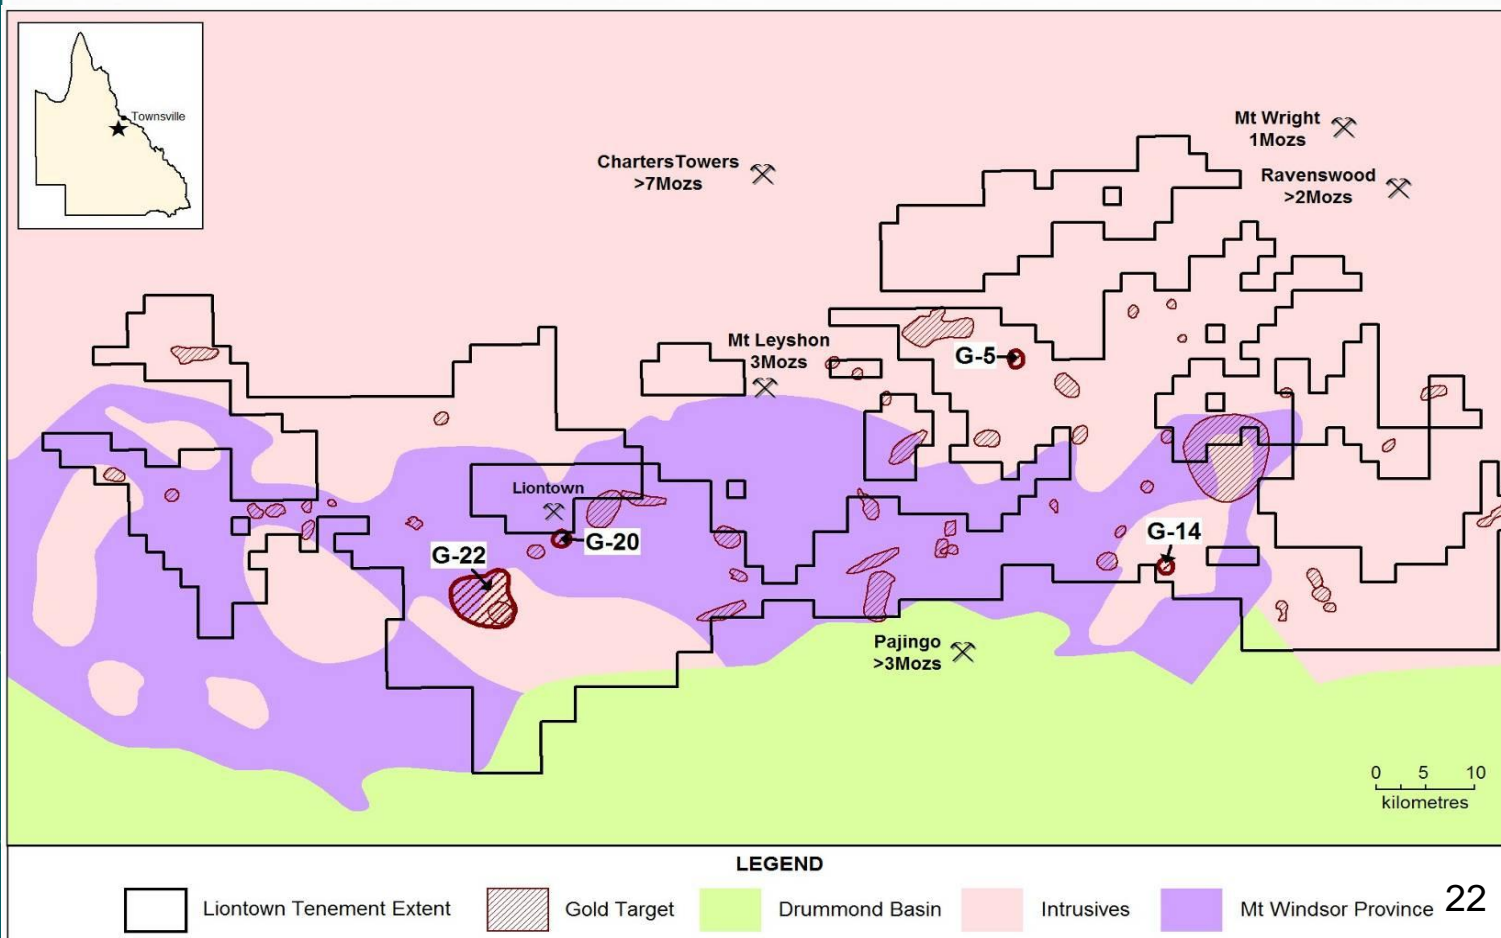 Townsville
Mt Wright
1Mozs
ChartersTowers
>7Mozs
Ravenswood
>2Mozs
Mt Leyshon
3Mozs
G-5
Liontown
G-20
G-22
G-14
Pajingo
>3Mozs
0 5 10
kilometres
LEGEND
Liontown Tenement Extent
Gold Target
Drummond Basin
Intrusives
Mt Windsor Province
22